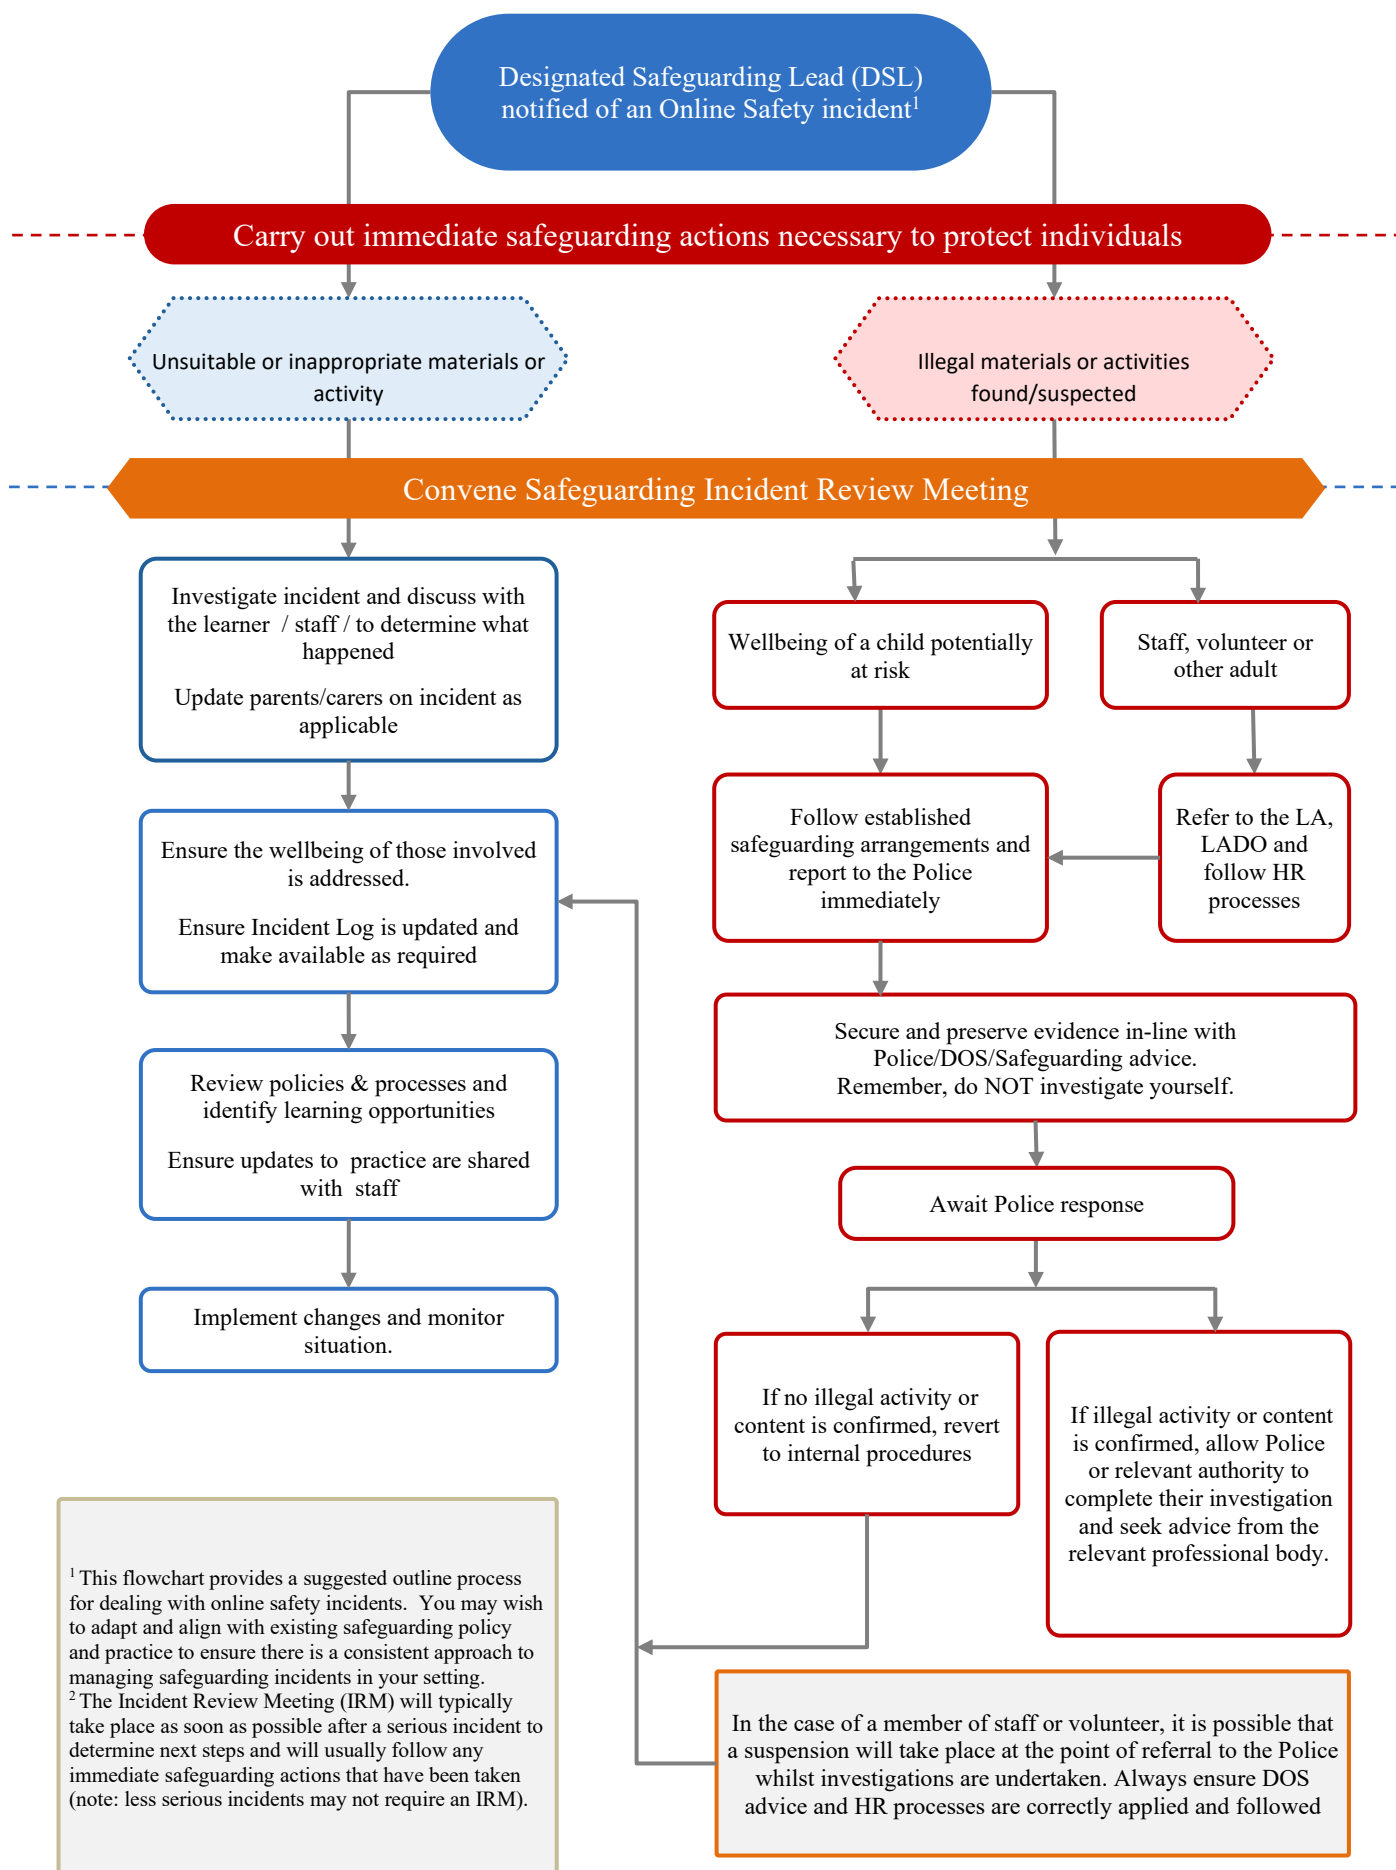 Designated Safeguarding Lead (DSL)
notified of an Online Safety incident¹
Carry out immediate safeguarding actions necessary to protect individuals
Unsuitable or inappropriate materials or
activity
Illegal materials or activities
found/suspected
Convene Safeguarding Incident Review Meeting
Investigate incident and discuss with
the learner / staff / to determine what
happened
Update parents/carers on incident as
applicable
Wellbeing of a child potentially
at risk
Staff, volunteer or
other adult
Ensure the wellbeing of those involved
is addressed.
Ensure Incident Log is updated and
make available as required
Follow established
safeguarding arrangements and
report to the Police
immediately
Refer to the LA,
LADO and
follow HR
processes
Secure and preserve evidence in-line with
Police/DOS/Safeguarding advice.
Remember, do NOT investigate yourself.
Review policies & processes and
identify learning opportunities
Ensure updates to practice are shared
with staff
Await Police response
Implement changes and monitor
situation.
If no illegal activity or
content is confirmed, revert
to internal procedures
If illegal activity or content
is confirmed, allow Police
or relevant authority to
complete their investigation
and seek advice from the
relevant professional body.
¹ This flowchart provides a suggested outline process
for dealing with online safety incidents. You may wish
to adapt and align with existing safeguarding policy
and practice to ensure there is a consistent approach to
managing safeguarding incidents in your setting.
² The Incident Review Meeting (IRM) will typically
take place as soon as possible after a serious incident to
determine next steps and will usually follow any
immediate safeguarding actions that have been taken
(note: less serious incidents may not require an IRM).
In the case of a member of staff or volunteer, it is possible that
a suspension will take place at the point of referral to the Police
whilst investigations are undertaken. Always ensure DOS
advice and HR processes are correctly applied and followed